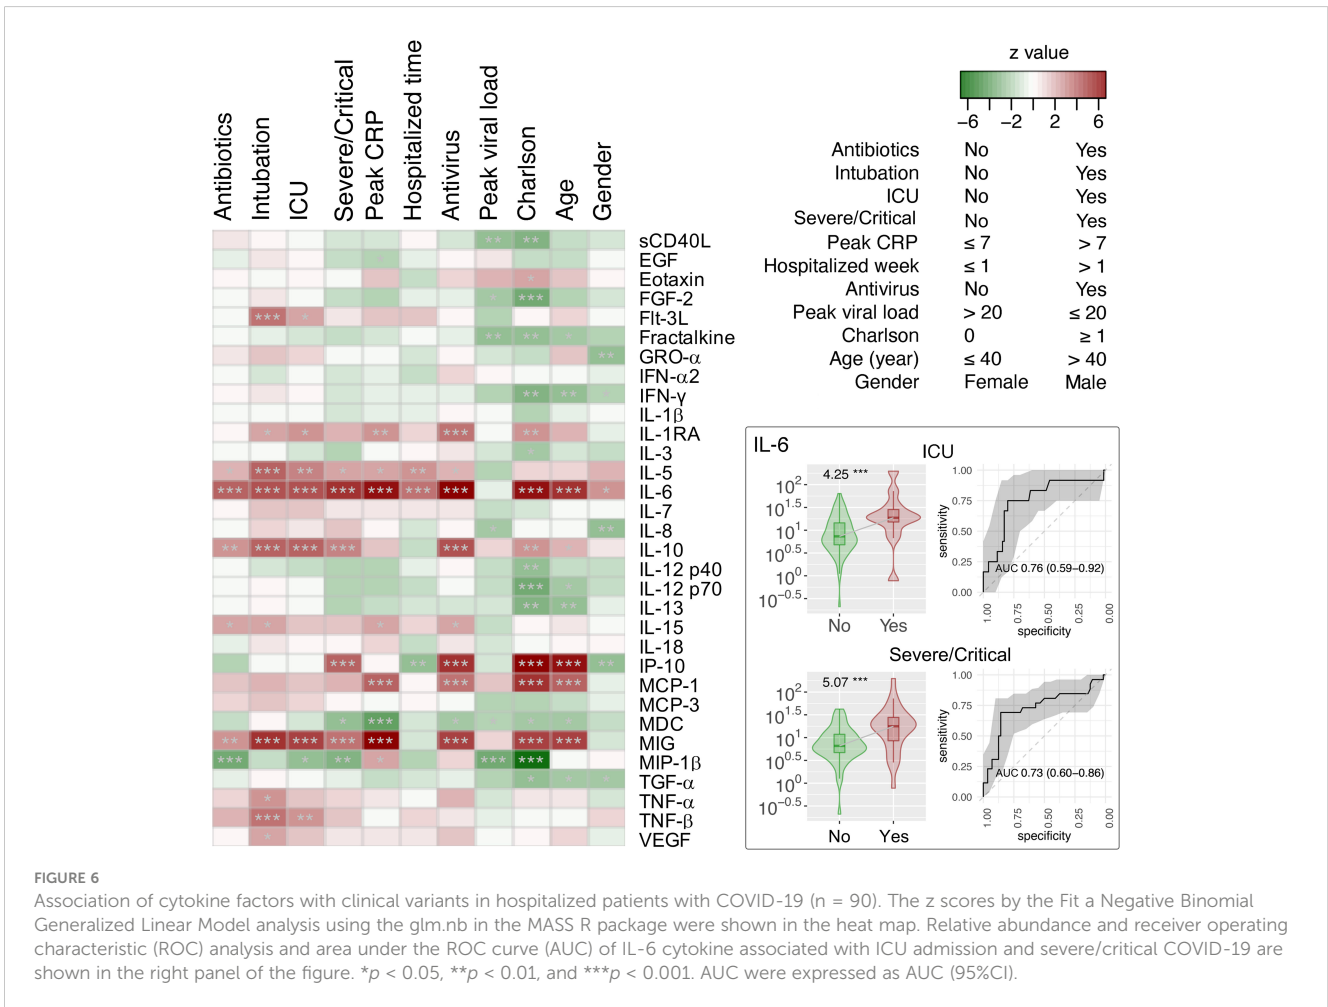 Antibiotics
Intubation
ICU
Severe/Critical
Peak CRP
Hospitalized time
Antivirus
Peak viral load
Charlson
Age
Gender
sCD40L ** **
EGF *
Eotaxin *
FGF-2 * ***
Flt-3L *** *
Fractalkine ** ** *
GRO-α **
IFN-α2
IFN-γ ** ** *
IL-1β
IL-1RA * * ** *** **
IL-3 *
IL-5 *** ** * * ** *
IL-6 *** *** *** *** *** *** *** *** *** *
IL-7
IL-8 * **
IL-10 ** *** *** *** *** ** *
IL-12 p40 **
IL-12 p70 *** *
IL-13 ** **
IL-15 * * * *
IL-18
IP-10 *** ** *** *** *** **
MCP-1 *** *** *** ***
MCP-3
MDC * *** * * * *
MIG ** *** *** *** *** *** *** ***
MIP-1β *** * ** * *** ***
TGF-α * * *
TNF-α *
TNF-β *** **
VEGF *
z value
−6 −2 2 6
Antibiotics No Yes
Intubation No Yes
ICU No Yes
Severe/Critical No Yes
Peak CRP ≤ 7 > 7
Hospitalized week ≤ 1 > 1
Antivirus No Yes
Peak viral load > 20 ≤ 20
Charlson 0 ≥ 1
Age (year) ≤ 40 > 40
Gender Female Male
IL-6
ICU
4.25 ***
10^2
10^1.5
10^1
10^0.5
10^0
10^−0.5
No Yes
sensitivity
1.00
0.75
0.50
0.25
0.00
AUC 0.76 (0.59−0.92)
1.00 0.75 0.50 0.25 0.00
specificity
Severe/Critical
5.07 ***
10^2
10^1.5
10^1
10^0.5
10^0
10^−0.5
No Yes
sensitivity
1.00
0.75
0.50
0.25
0.00
AUC 0.73 (0.60−0.86)
1.00 0.75 0.50 0.25 0.00
specificity
FIGURE 6
Association of cytokine factors with clinical variants in hospitalized patients with COVID-19 (n = 90). The z scores by the Fit a Negative Binomial
Generalized Linear Model analysis using the glm.nb in the MASS R package were shown in the heat map. Relative abundance and receiver operating
characteristic (ROC) analysis and area under the ROC curve (AUC) of IL-6 cytokine associated with ICU admission and severe/critical COVID-19 are
shown in the right panel of the figure. *p < 0.05, **p < 0.01, and ***p < 0.001. AUC were expressed as AUC (95%CI).